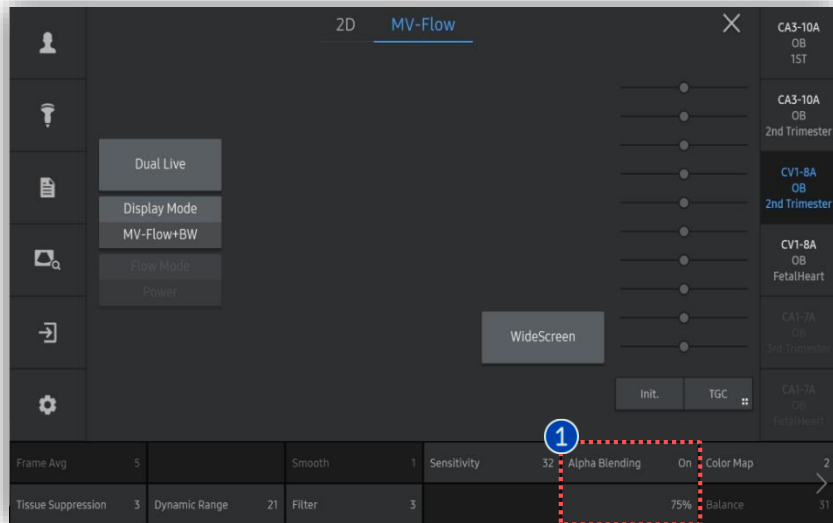 2D MV-Flow
CA3-10A
OB
1ST
CA3-10A
OB
2nd Trimester
Dual Live
CV1-8A
OB
2nd Trimester
Display Mode
MV-Flow+BW
CV1-8A
OB
FetalHeart
Flow Mode
Power
CA1-7A
OB
3rd Trimester
WideScreen
Init. TGC
CA1-7A
OB
FetalHeart
1
Frame Avg 5 Smooth 1 Sensitivity 32 Alpha Blending On Color Map 2
Tissue Suppression 3 Dynamic Range 21 Filter 3 75% Balance 31